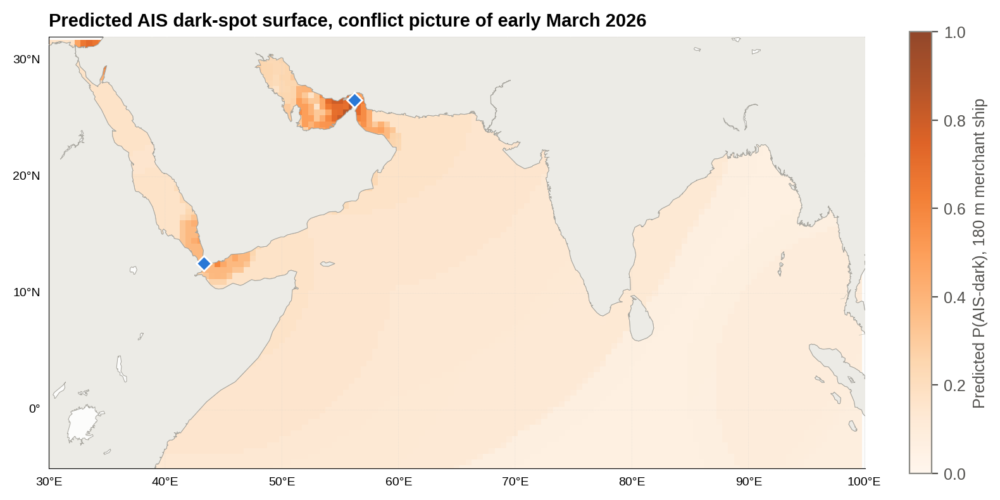 Predicted AIS dark-spot surface, conflict picture of early March 2026
30°N
20°N
10°N
0°
30°E
40°E
50°E
60°E
70°E
80°E
90°E
100°E
1.0
0.8
0.6
0.4
0.2
0.0
Predicted P(AIS-dark), 180 m merchant ship